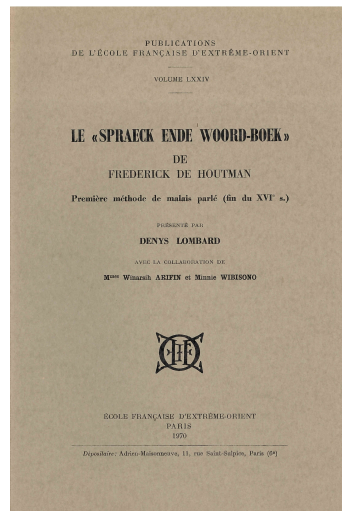 PUBLICATIONS
DE L'ÉCOLE FRANÇAISE D'EXTRÊME-ORIENT
VOLUME LXXIV
LE «SPRAECK ENDE WOORD-BOEK»
DE
FREDERICK DE HOUTMAN
Première méthode de malais parlé (fin du XVIe s.)
PRÉSENTÉ PAR
DENYS LOMBARD
AVEC LA COLLABORATION DE
Mmes Winarsih ARIFIN et Minnie WIBISONO
ÉCOLE FRANÇAISE D'EXTRÊME-ORIENT
PARIS
1970
Dépositaire: Adrien-Maisonneuve, 11, rue Saint-Sulpice, Paris (6e)